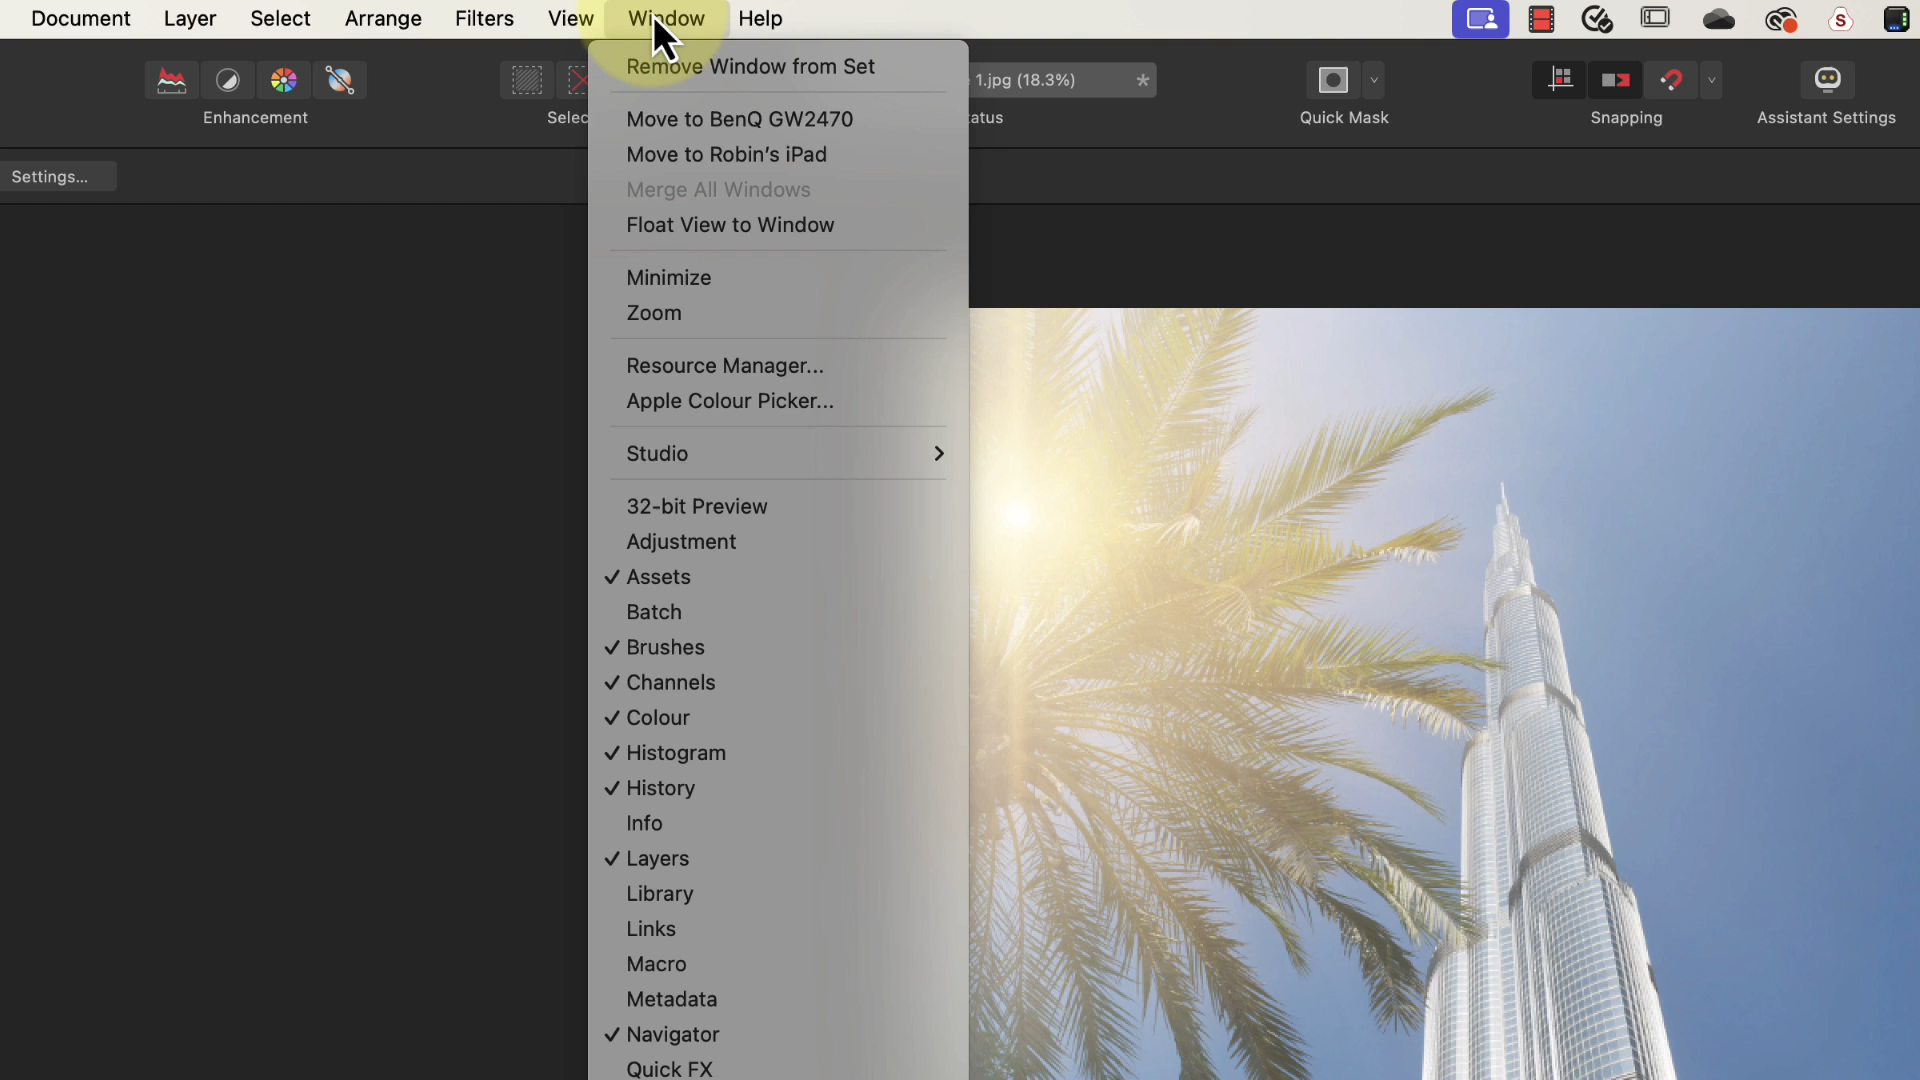 Document Layer Select Arrange Filters View Window Help
Remove Window from Set
1.jpg (18.3%) *
Enhancement
Quick Mask
Snapping
Assistant Settings
Settings...
Move to BenQ GW2470
Move to Robin's iPad
Merge All Windows
Float View to Window
Minimize
Zoom
Resource Manager...
Apple Colour Picker...
Studio
32-bit Preview
Adjustment
✓ Assets
Batch
✓ Brushes
✓ Channels
✓ Colour
✓ Histogram
✓ History
Info
✓ Layers
Library
Links
Macro
Metadata
✓ Navigator
Quick FX